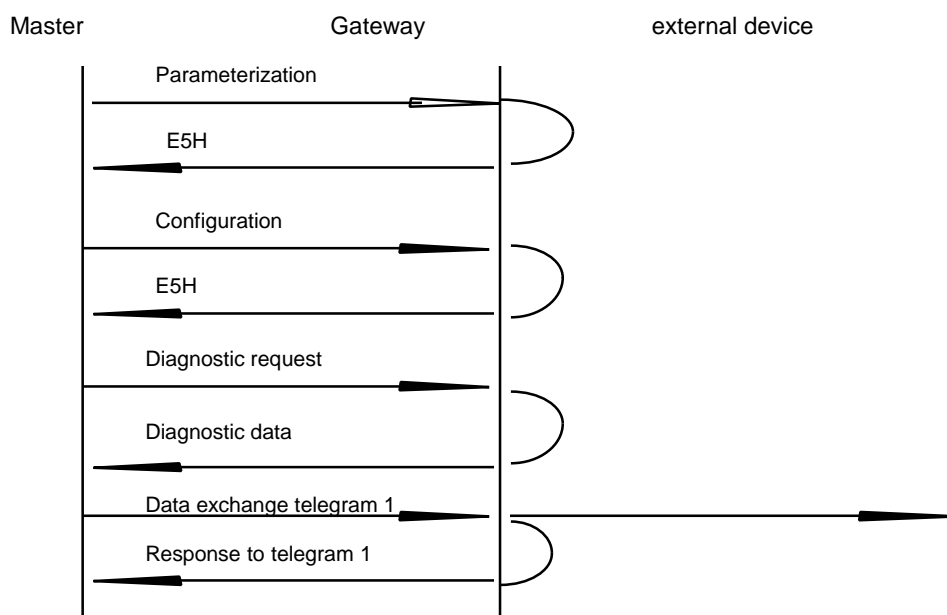 Master Gateway external device
Parameterization
E5H
Configuration
E5H
Diagnostic request
Diagnostic data
Data exchange telegram 1
Response to telegram 1